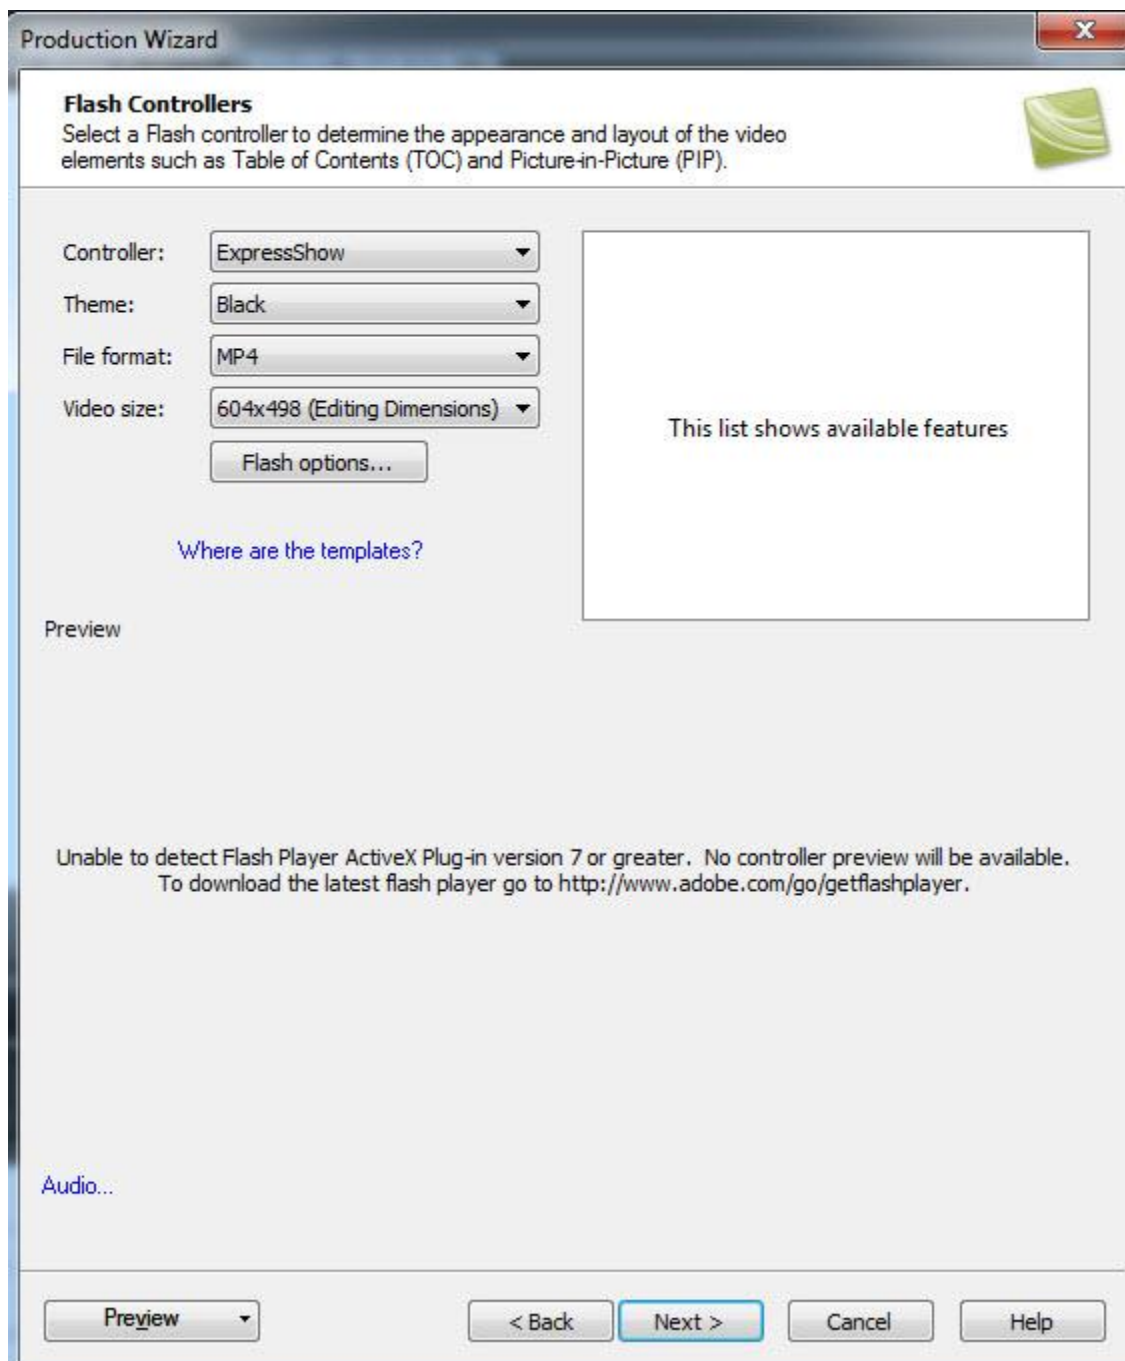 Production Wizard
Flash Controllers
Select a Flash controller to determine the appearance and layout of the video
elements such as Table of Contents (TOC) and Picture-in-Picture (PIP).
Controller: ExpressShow
Theme: Black
File format: MP4
Video size: 604x498 (Editing Dimensions)
Flash options...
Where are the templates?
This list shows available features
Preview
Unable to detect Flash Player ActiveX Plug-in version 7 or greater. No controller preview will be available.
To download the latest flash player go to http://www.adobe.com/go/getflashplayer.
Audio...
Preview < Back Next > Cancel Help